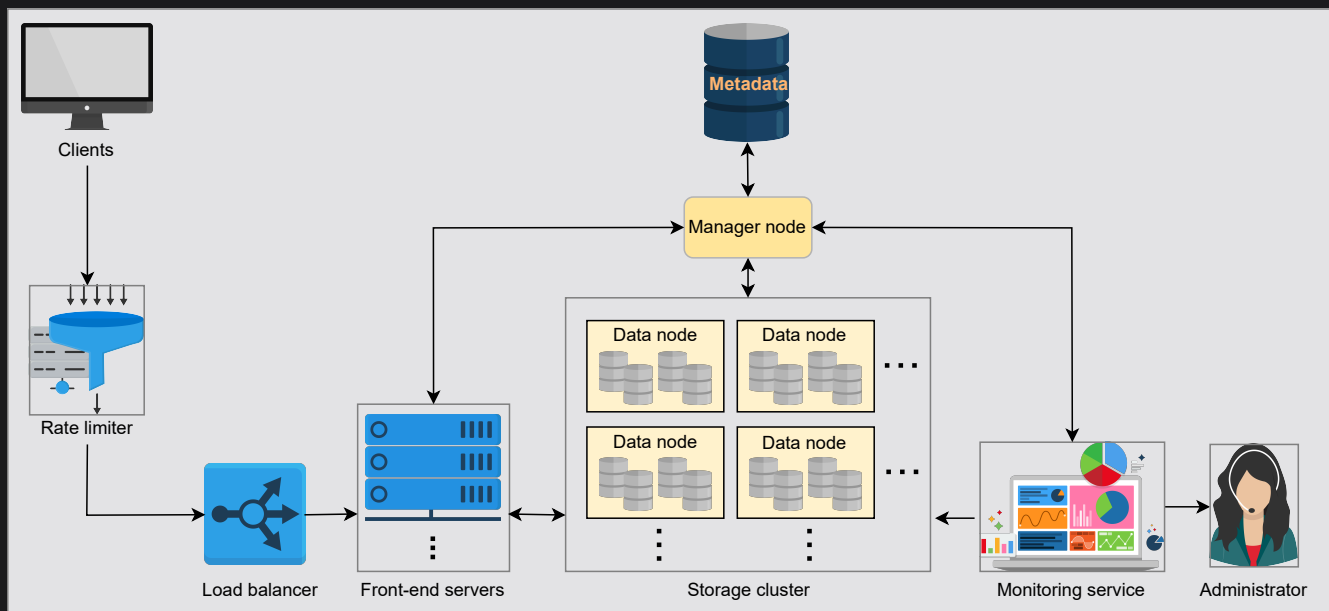 Metadata
Clients
Manager node
Data node
Data node
Rate limiter
Data node
Data node
Load balancer
Front-end servers
Storage cluster
Monitoring service
Administrator